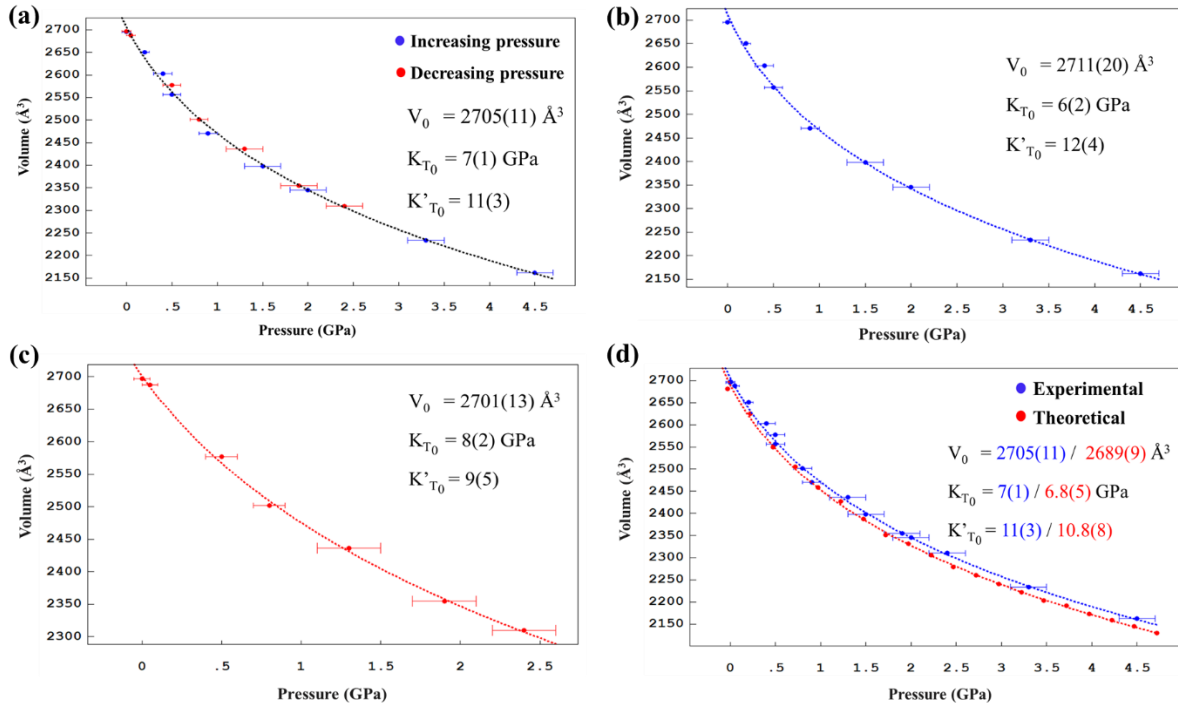 (a)
2700
2650
2600
2550
2500
2450
2400
2350
2300
2250
2200
2150
Volume (Å³)
0 .5 1 1.5 2 2.5 3 3.5 4 4.5
Pressure (GPa)
Increasing pressure
Decreasing pressure
V₀ = 2705(11) Å³
K_T₀ = 7(1) GPa
K'_T₀ = 11(3)
(b)
2700
2650
2600
2550
2500
2450
2400
2350
2300
2250
2200
2150
Volume (Å³)
0 .5 1 1.5 2 2.5 3 3.5 4 4.5
Pressure (GPa)
V₀ = 2711(20) Å³
K_T₀ = 6(2) GPa
K'_T₀ = 12(4)
(c)
2700
2650
2600
2550
2500
2450
2400
2350
2300
Volume (Å³)
0 .5 1 1.5 2 2.5
Pressure (GPa)
V₀ = 2701(13) Å³
K_T₀ = 8(2) GPa
K'_T₀ = 9(5)
(d)
2700
2650
2600
2550
2500
2450
2400
2350
2300
2250
2200
2150
Volume (Å³)
0 .5 1 1.5 2 2.5 3 3.5 4 4.5
Pressure (GPa)
Experimental
Theoretical
V₀ = 2705(11) / 2689(9) Å³
K_T₀ = 7(1) / 6.8(5) GPa
K'_T₀ = 11(3) / 10.8(8)